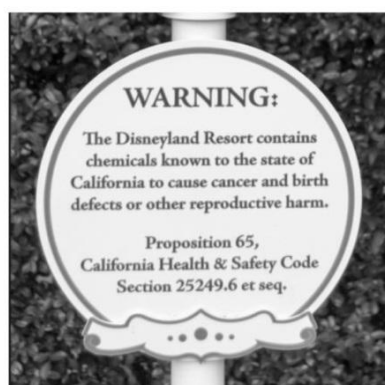 WARNING:
The Disneyland Resort contains
chemicals known to the state of
California to cause cancer and birth
defects or other reproductive harm.
Proposition 65,
California Health & Safety Code
Section 25249.6 et seq.